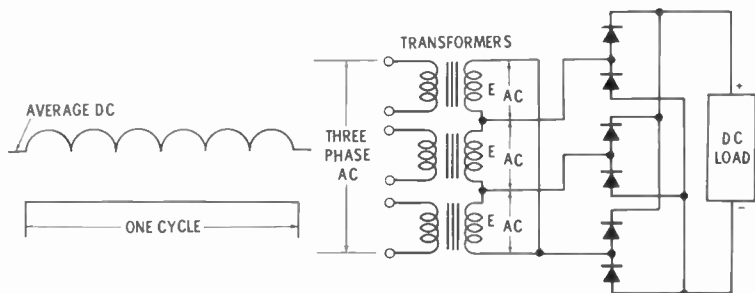 AVERAGE DC
ONE CYCLE
THREE
PHASE
AC
TRANSFORMERS
E AC
E AC
E AC
+
DC
LOAD
-